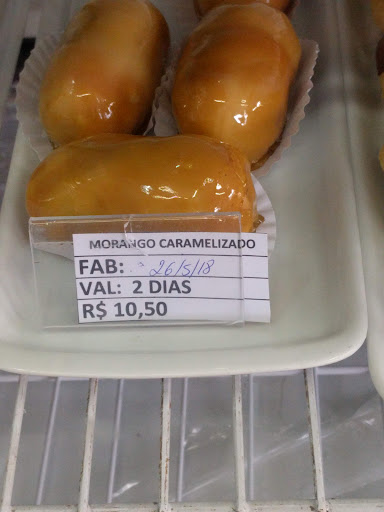 MORANGO CARAMELIZADO
FAB: 26/5/18
VAL: 2 DIAS
R$ 10,50